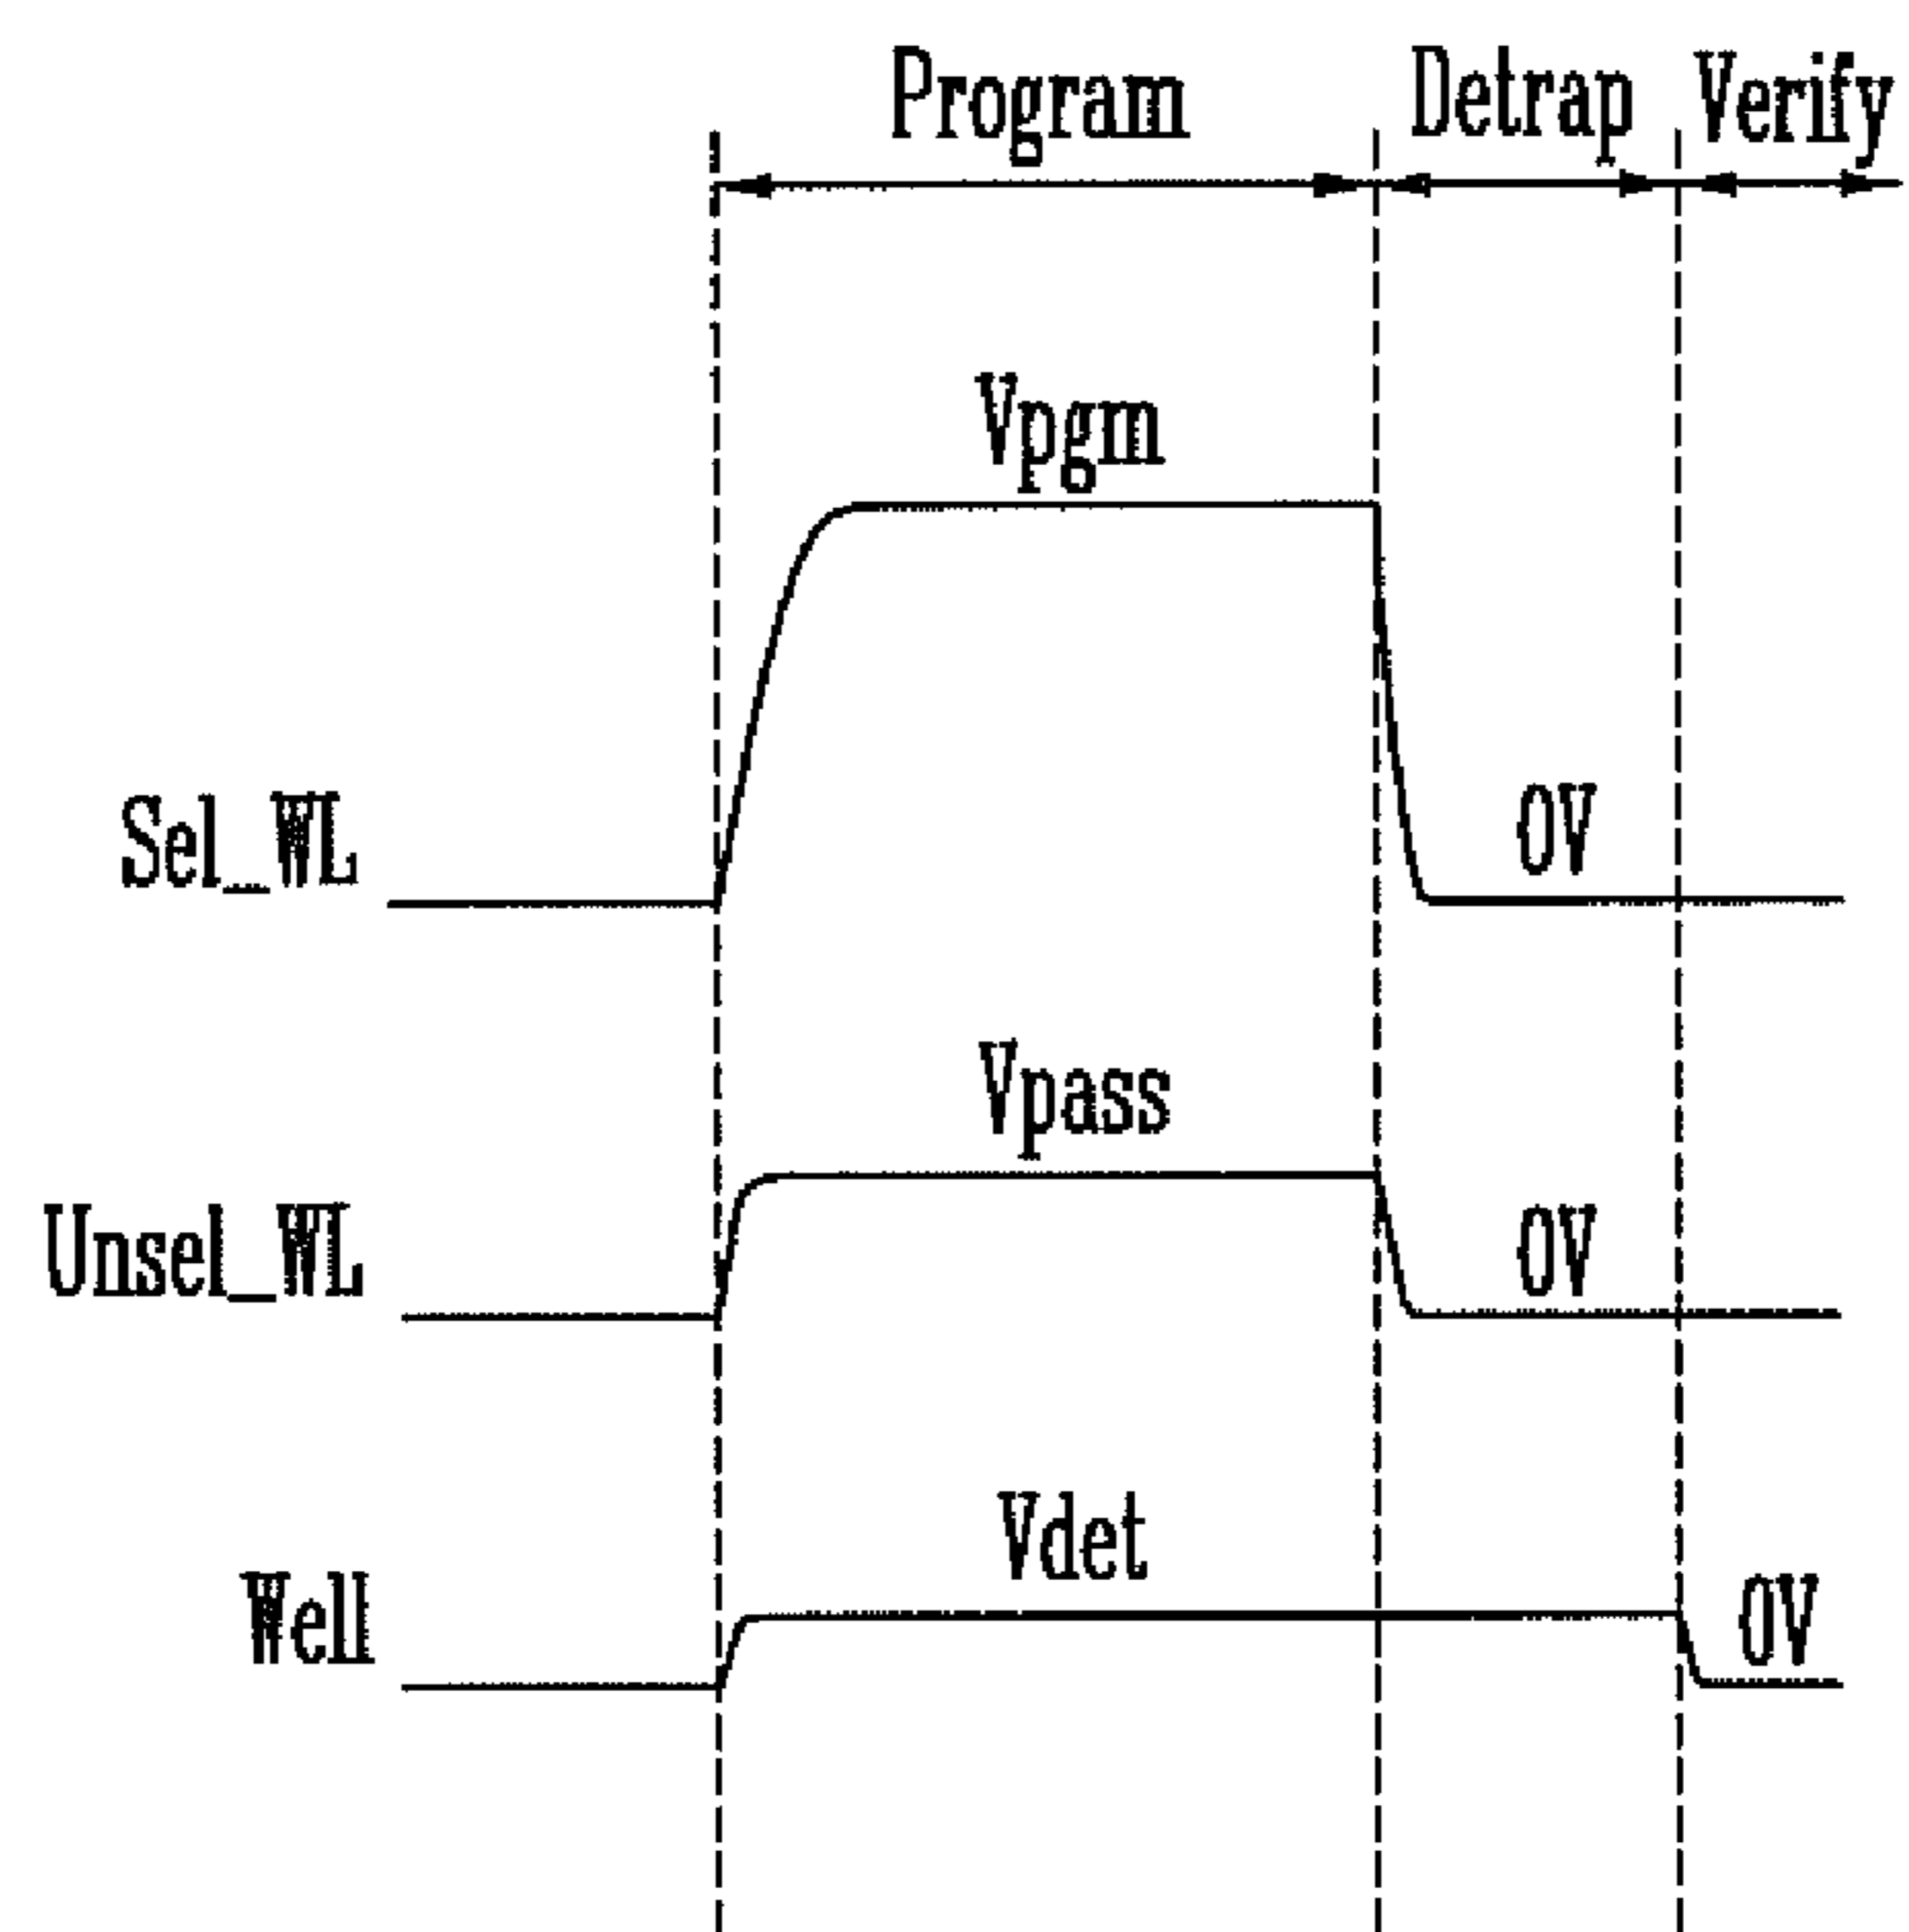 Program Detrap Verify
Vpgm
Sel_WL 0V
Vpass
Unsel_WL 0V
Vdet
Well 0V